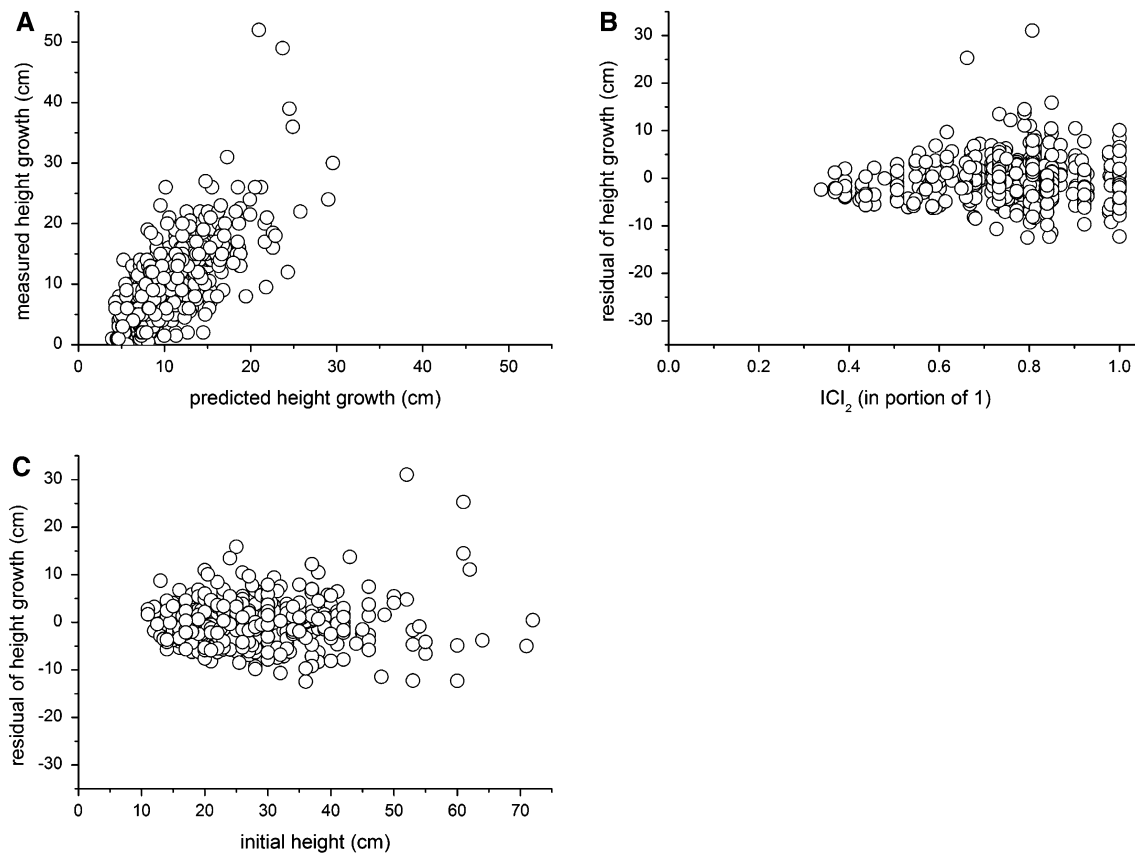 A
measured height growth (cm)
50
40
30
20
10
0
0 10 20 30 40 50
predicted height growth (cm)
B
residual of height growth (cm)
30
20
10
0
-10
-20
-30
0.0 0.2 0.4 0.6 0.8 1.0
ICI2 (in portion of 1)
C
residual of height growth (cm)
30
20
10
0
-10
-20
-30
0 10 20 30 40 50 60 70
initial height (cm)